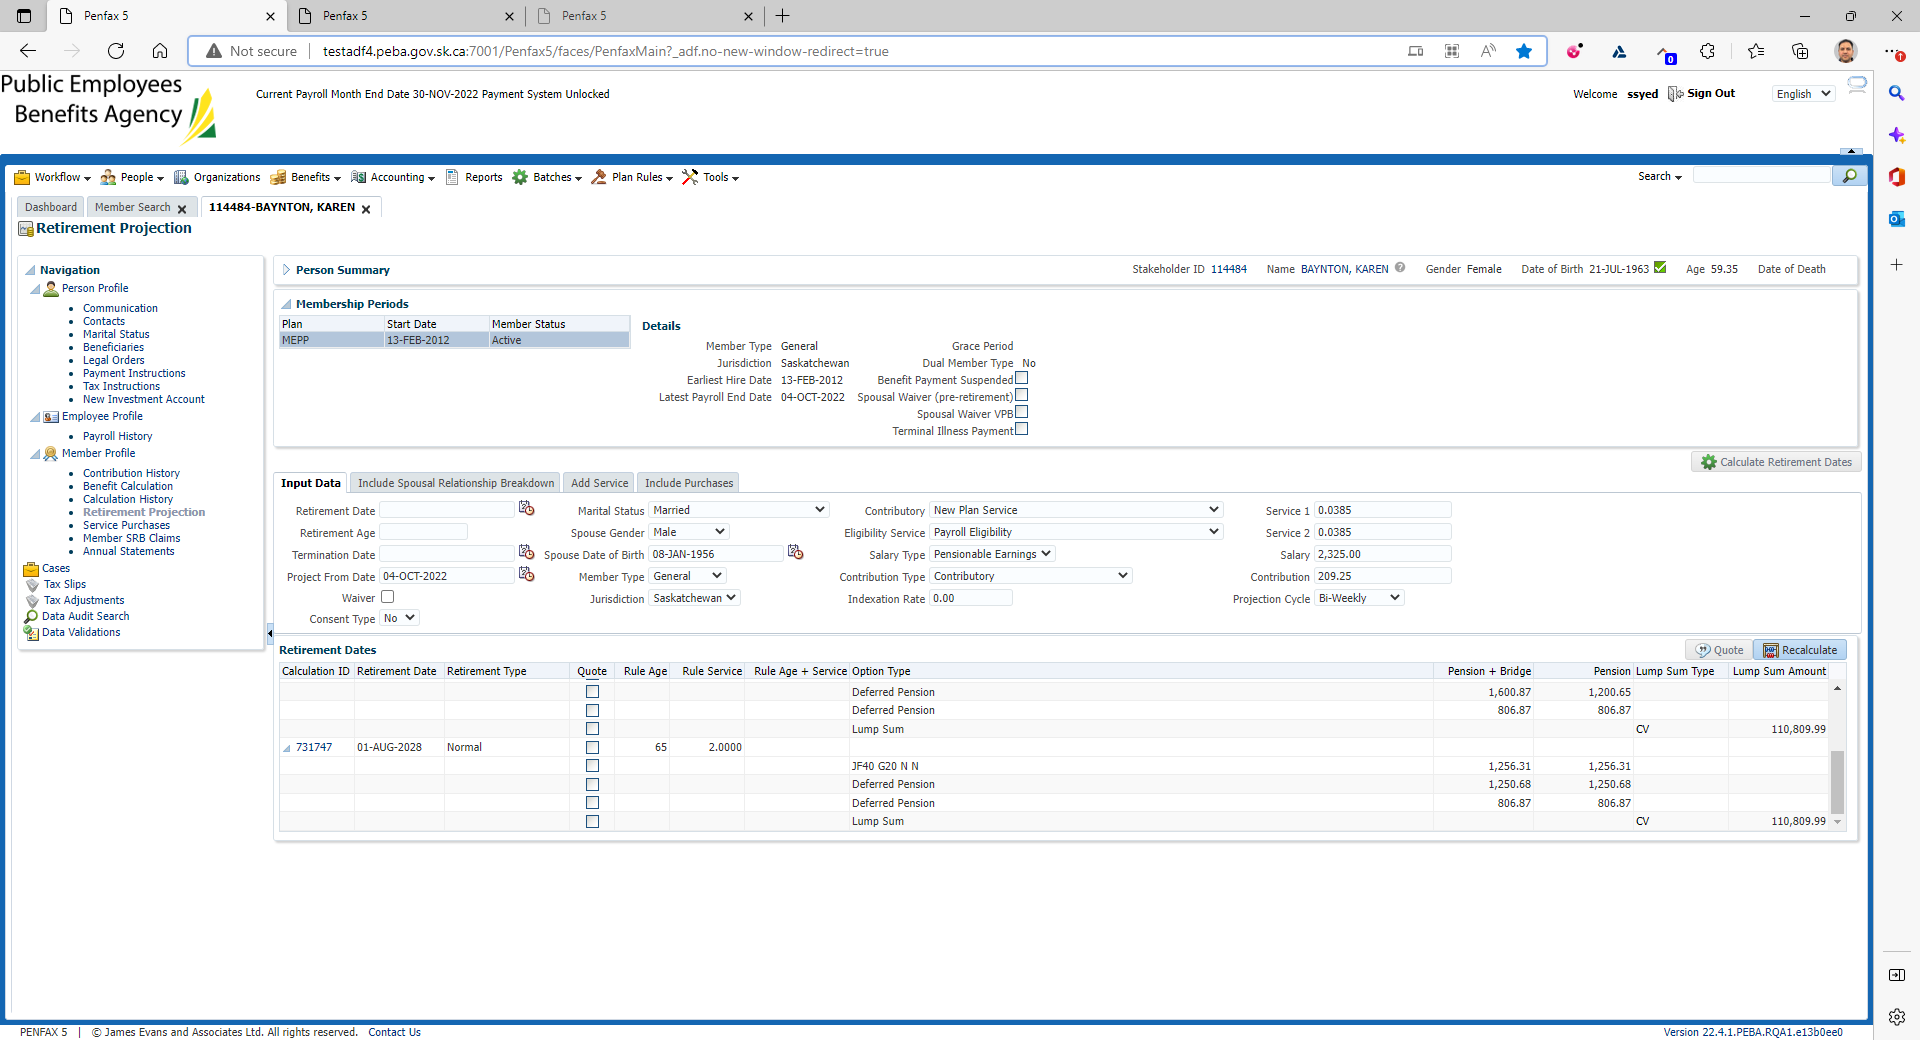 Penfax 5
Penfax 5
Penfax 5
Not secure
testadf4.peba.gov.sk.ca:7001/Penfax5/faces/PenfaxMain?_adf.no-new-window-redirect=true
0
1
Public Employees
Benefits Agency
Current Payroll Month End Date 30-NOV-2022 Payment System Unlocked
Welcome ssyed Sign Out English
Workflow People Organizations Benefits Accounting Reports Batches Plan Rules Tools Search
Dashboard Member Search 114484-BAYNTON, KAREN
Retirement Projection
Navigation
Person Profile
Communication
Contacts
Marital Status
Beneficiaries
Legal Orders
Payment Instructions
Tax Instructions
New Investment Account
Employee Profile
Payroll History
Member Profile
Contribution History
Benefit Calculation
Calculation History
Retirement Projection
Service Purchases
Member SRB Claims
Annual Statements
Cases
Tax Slips
Tax Adjustments
Data Audit Search
Data Validations
Person Summary Stakeholder ID 114484 Name BAYNTON, KAREN Gender Female Date of Birth 21-JUL-1963 Age 59.35 Date of Death
Membership Periods
Plan Start Date Member Status
MEPP 13-FEB-2012 Active
Details
Member Type General Grace Period
Jurisdiction Saskatchewan Dual Member Type No
Earliest Hire Date 13-FEB-2012 Benefit Payment Suspended
Latest Payroll End Date 04-OCT-2022 Spousal Waiver (pre-retirement)
Spousal Waiver VPB
Terminal Illness Payment
Calculate Retirement Dates
Input Data Include Spousal Relationship Breakdown Add Service Include Purchases
Retirement Date Marital Status Married Contributory New Plan Service Service 1 0.0385
Retirement Age Spouse Gender Male Eligibility Service Payroll Eligibility Service 2 0.0385
Termination Date Spouse Date of Birth 08-JAN-1956 Salary Type Pensionable Earnings Salary 2,325.00
Project From Date 04-OCT-2022 Member Type General Contribution Type Contributory Contribution 209.25
Waiver Jurisdiction Saskatchewan Indexation Rate 0.00 Projection Cycle Bi-Weekly
Consent Type No
Retirement Dates Quote Recalculate
Calculation ID Retirement Date Retirement Type Quote Rule Age Rule Service Rule Age + Service Option Type Pension + Bridge Pension Lump Sum Type Lump Sum Amount
Deferred Pension 1,600.87 1,200.65
Deferred Pension 806.87 806.87
Lump Sum CV 110,809.99
731747 01-AUG-2028 Normal 65 2.0000
JF40 G20 N N 1,256.31 1,256.31
Deferred Pension 1,250.68 1,250.68
Deferred Pension 806.87 806.87
Lump Sum CV 110,809.99
PENFAX 5 | © James Evans and Associates Ltd. All rights reserved. Contact Us Version 22.4.1.PEBA.RQA1.e13b0ee0